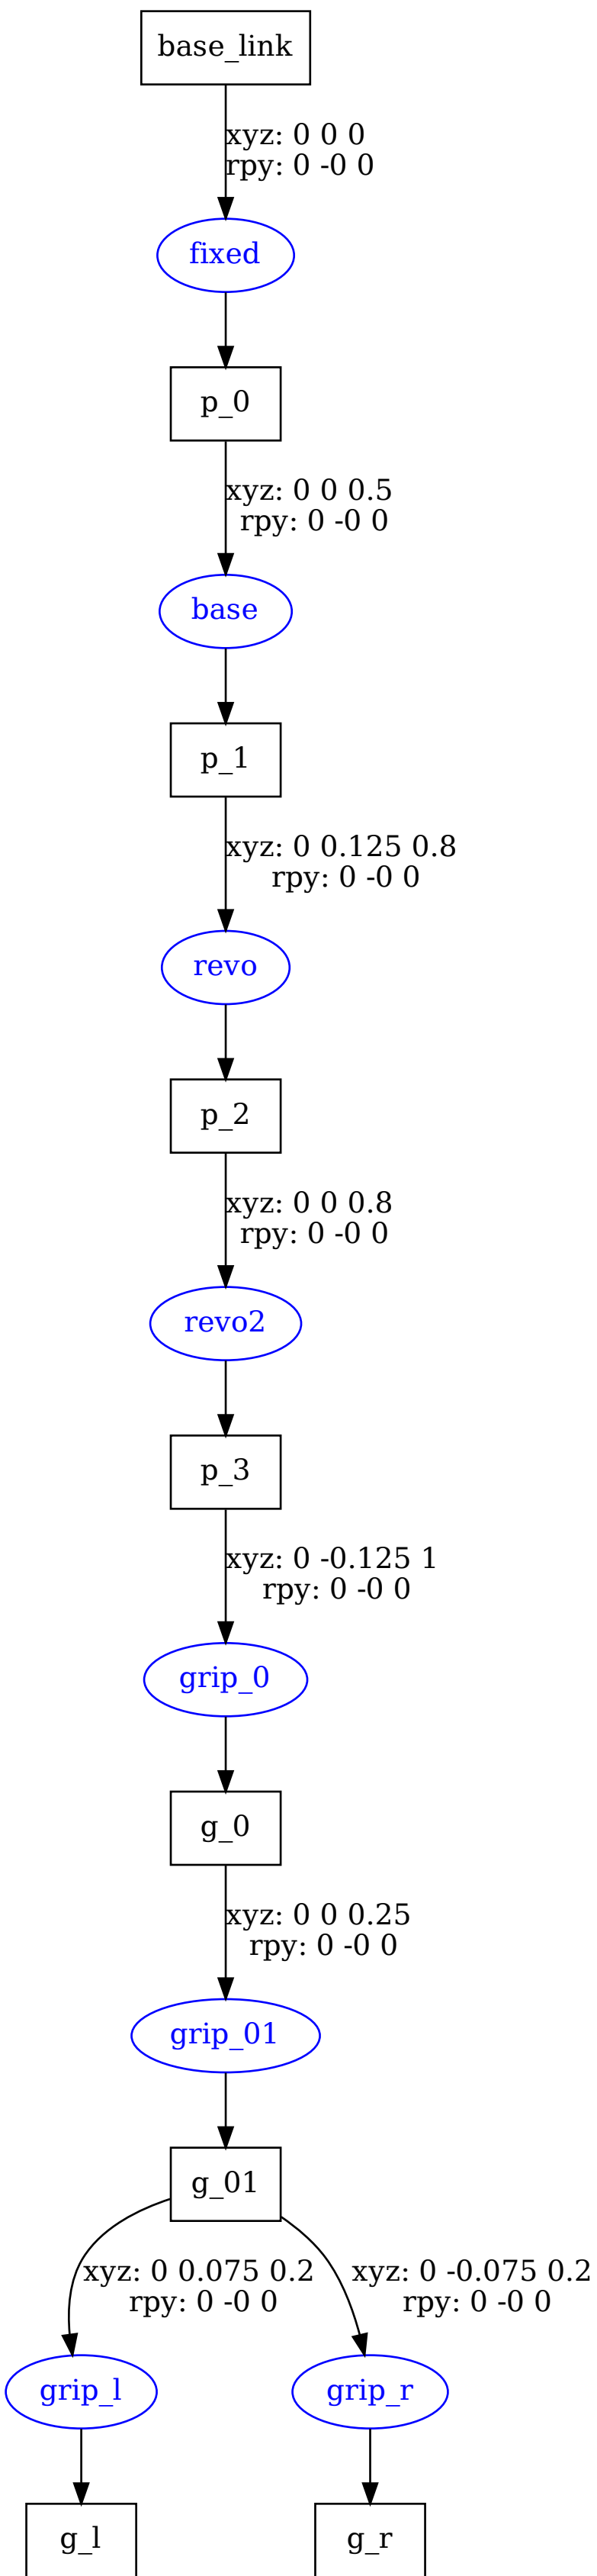 base_link
xyz: 0 0 0
rpy: 0 -0 0
fixed
p_0
xyz: 0 0 0.5
rpy: 0 -0 0
base
p_1
xyz: 0 0.125 0.8
rpy: 0 -0 0
revo
p_2
xyz: 0 0 0.8
rpy: 0 -0 0
revo2
p_3
xyz: 0 -0.125 1
rpy: 0 -0 0
grip_0
g_0
xyz: 0 0 0.25
rpy: 0 -0 0
grip_01
g_01
xyz: 0 0.075 0.2
rpy: 0 -0 0
xyz: 0 -0.075 0.2
rpy: 0 -0 0
grip_l
grip_r
g_l
g_r